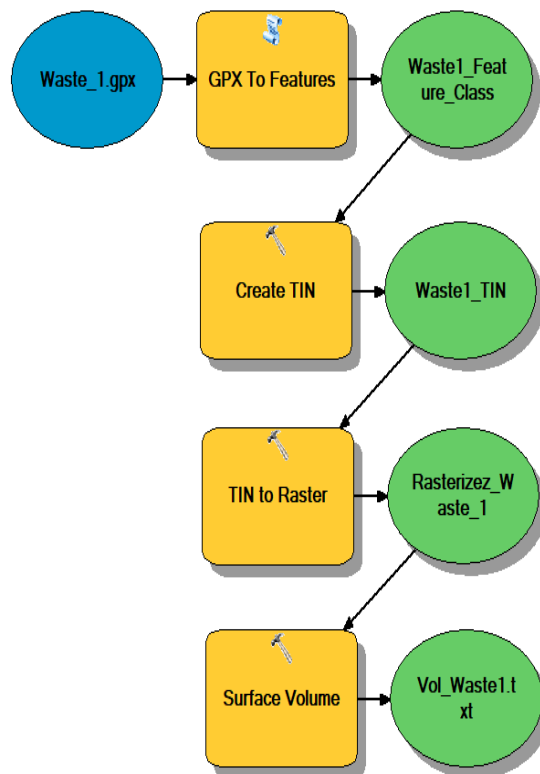 Waste_1.gpx
GPX To Features
Waste1_Feat
ure_Class
Create TIN
Waste1_TIN
TIN to Raster
Rasterizez_W
aste_1
Surface Volume
Vol_Waste1.t
xt